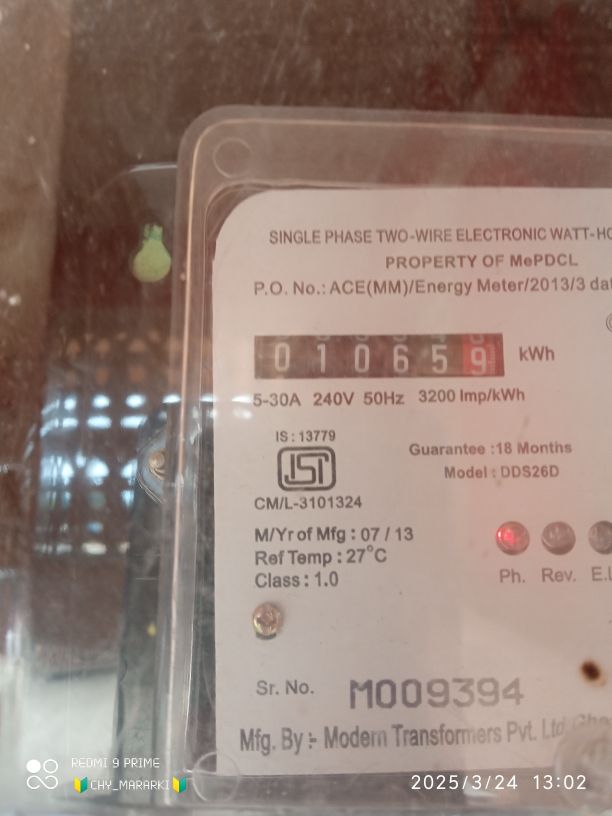 SINGLE PHASE TWO-WIRE ELECTRONIC WATT-HO
PROPERTY OF MePDCL
P.O. No.: ACE(MM)/Energy Meter/2013/3 dat
0 1 0 6 5 9 kWh
5-30A 240V 50Hz 3200 Imp/kWh
IS : 13779
ISI
Guarantee :18 Months
Model : DDS26D
CM/L-3101324
M/Yr of Mfg : 07 / 13
Ref Temp : 27°C
Class : 1.0
Ph. Rev. E.L
Sr. No. M009394
Mfg. By :- Modern Transformers Pvt. Ltd
REDMI 9 PRIME
🔰CHY_MARARKI🔰
2025/3/24 13:02